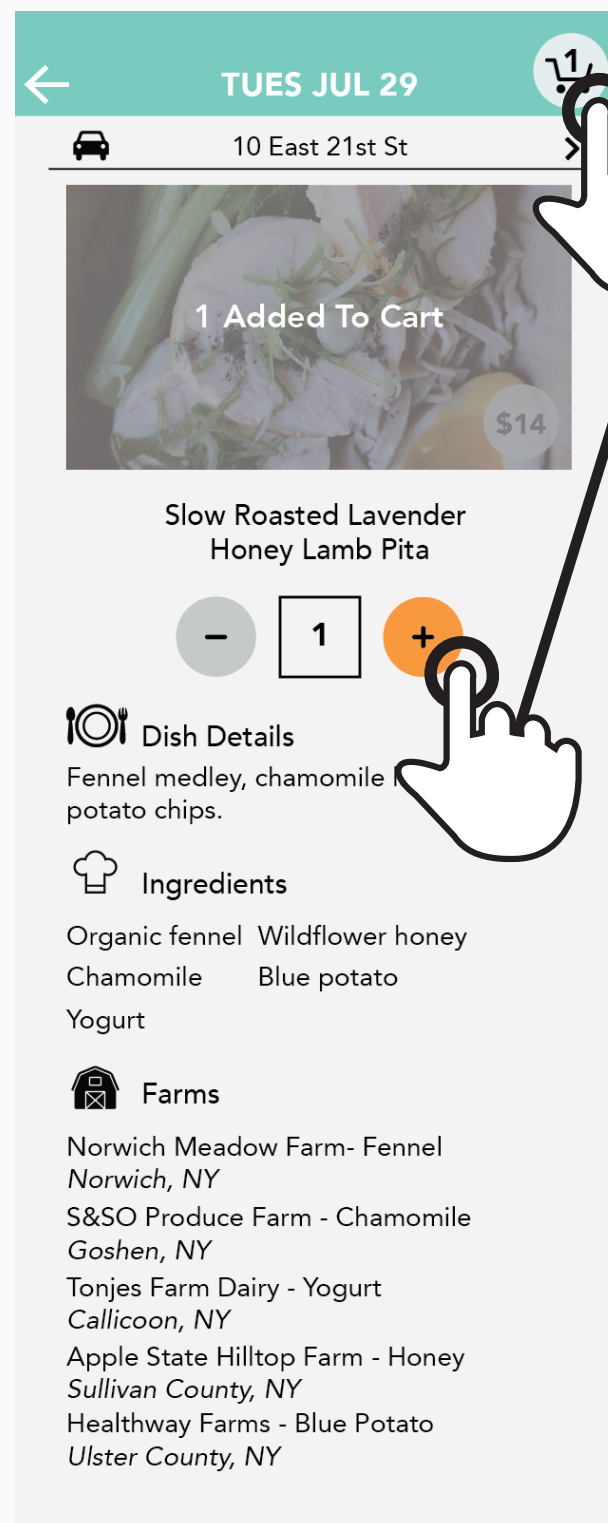 TUES JUL 29
1
10 East 21st St
1 Added To Cart
$14
Slow Roasted Lavender
Honey Lamb Pita
− 1 +
Dish Details
Fennel medley, chamomile
potato chips.
Ingredients
Organic fennel Wildflower honey
Chamomile Blue potato
Yogurt
Farms
Norwich Meadow Farm- Fennel
Norwich, NY
S&SO Produce Farm - Chamomile
Goshen, NY
Tonjes Farm Dairy - Yogurt
Callicoon, NY
Apple State Hilltop Farm - Honey
Sullivan County, NY
Healthway Farms - Blue Potato
Ulster County, NY